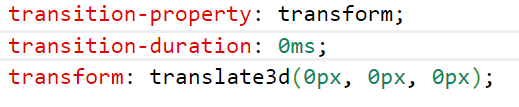 transition-property: transform;
transition-duration: 0ms;
transform: translate3d(0px, 0px, 0px);